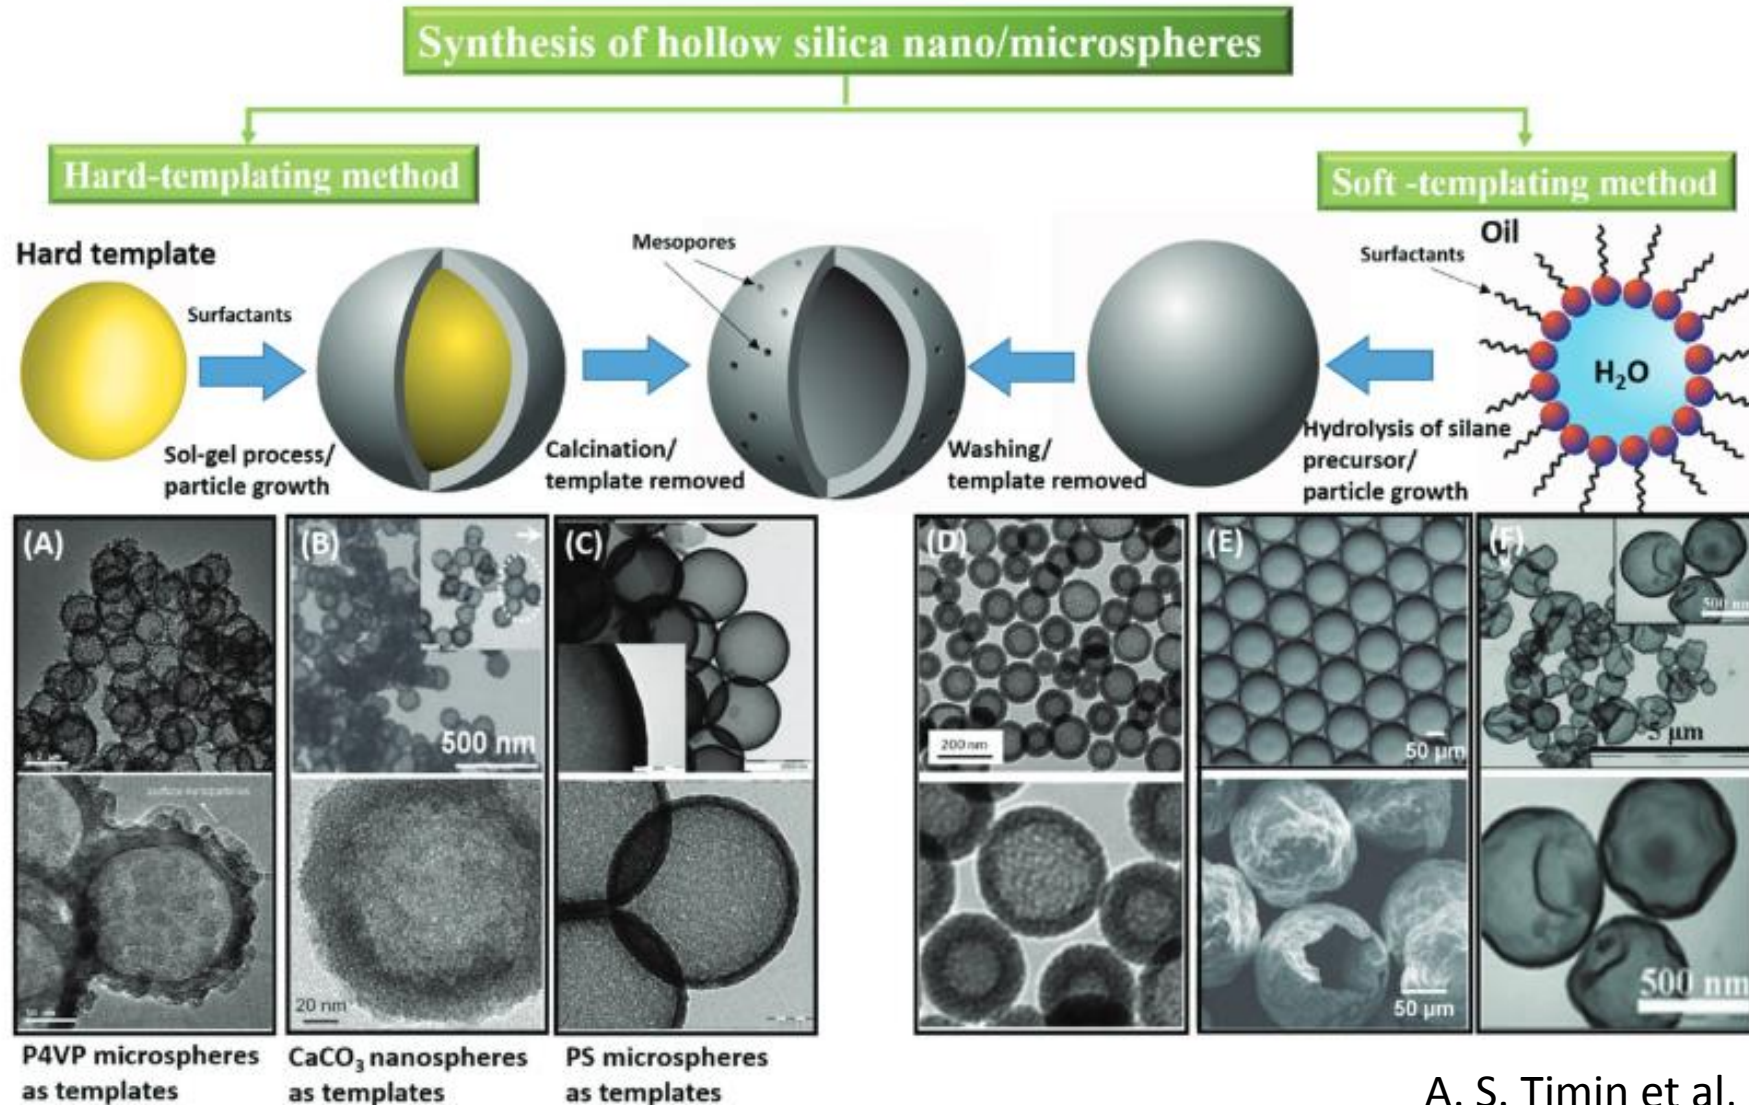 Synthesis of hollow silica nano/microspheres
Hard-templating method
Soft -templating method
Hard template
Surfactants
Sol-gel process/
particle growth
Calcination/
template removed
Mesopores
Washing/
template removed
Hydrolysis of silane
precursor/
particle growth
Oil
Surfactants
H₂O
(A)
(B)
500 nm
20 nm
(C)
(D)
200 nm
(E)
50 µm
50 µm
(F)
500 nm
5 µm
500 nm
P4VP microspheres
as templates
CaCO₃ nanospheres
as templates
PS microspheres
as templates
A. S. Timin et al.